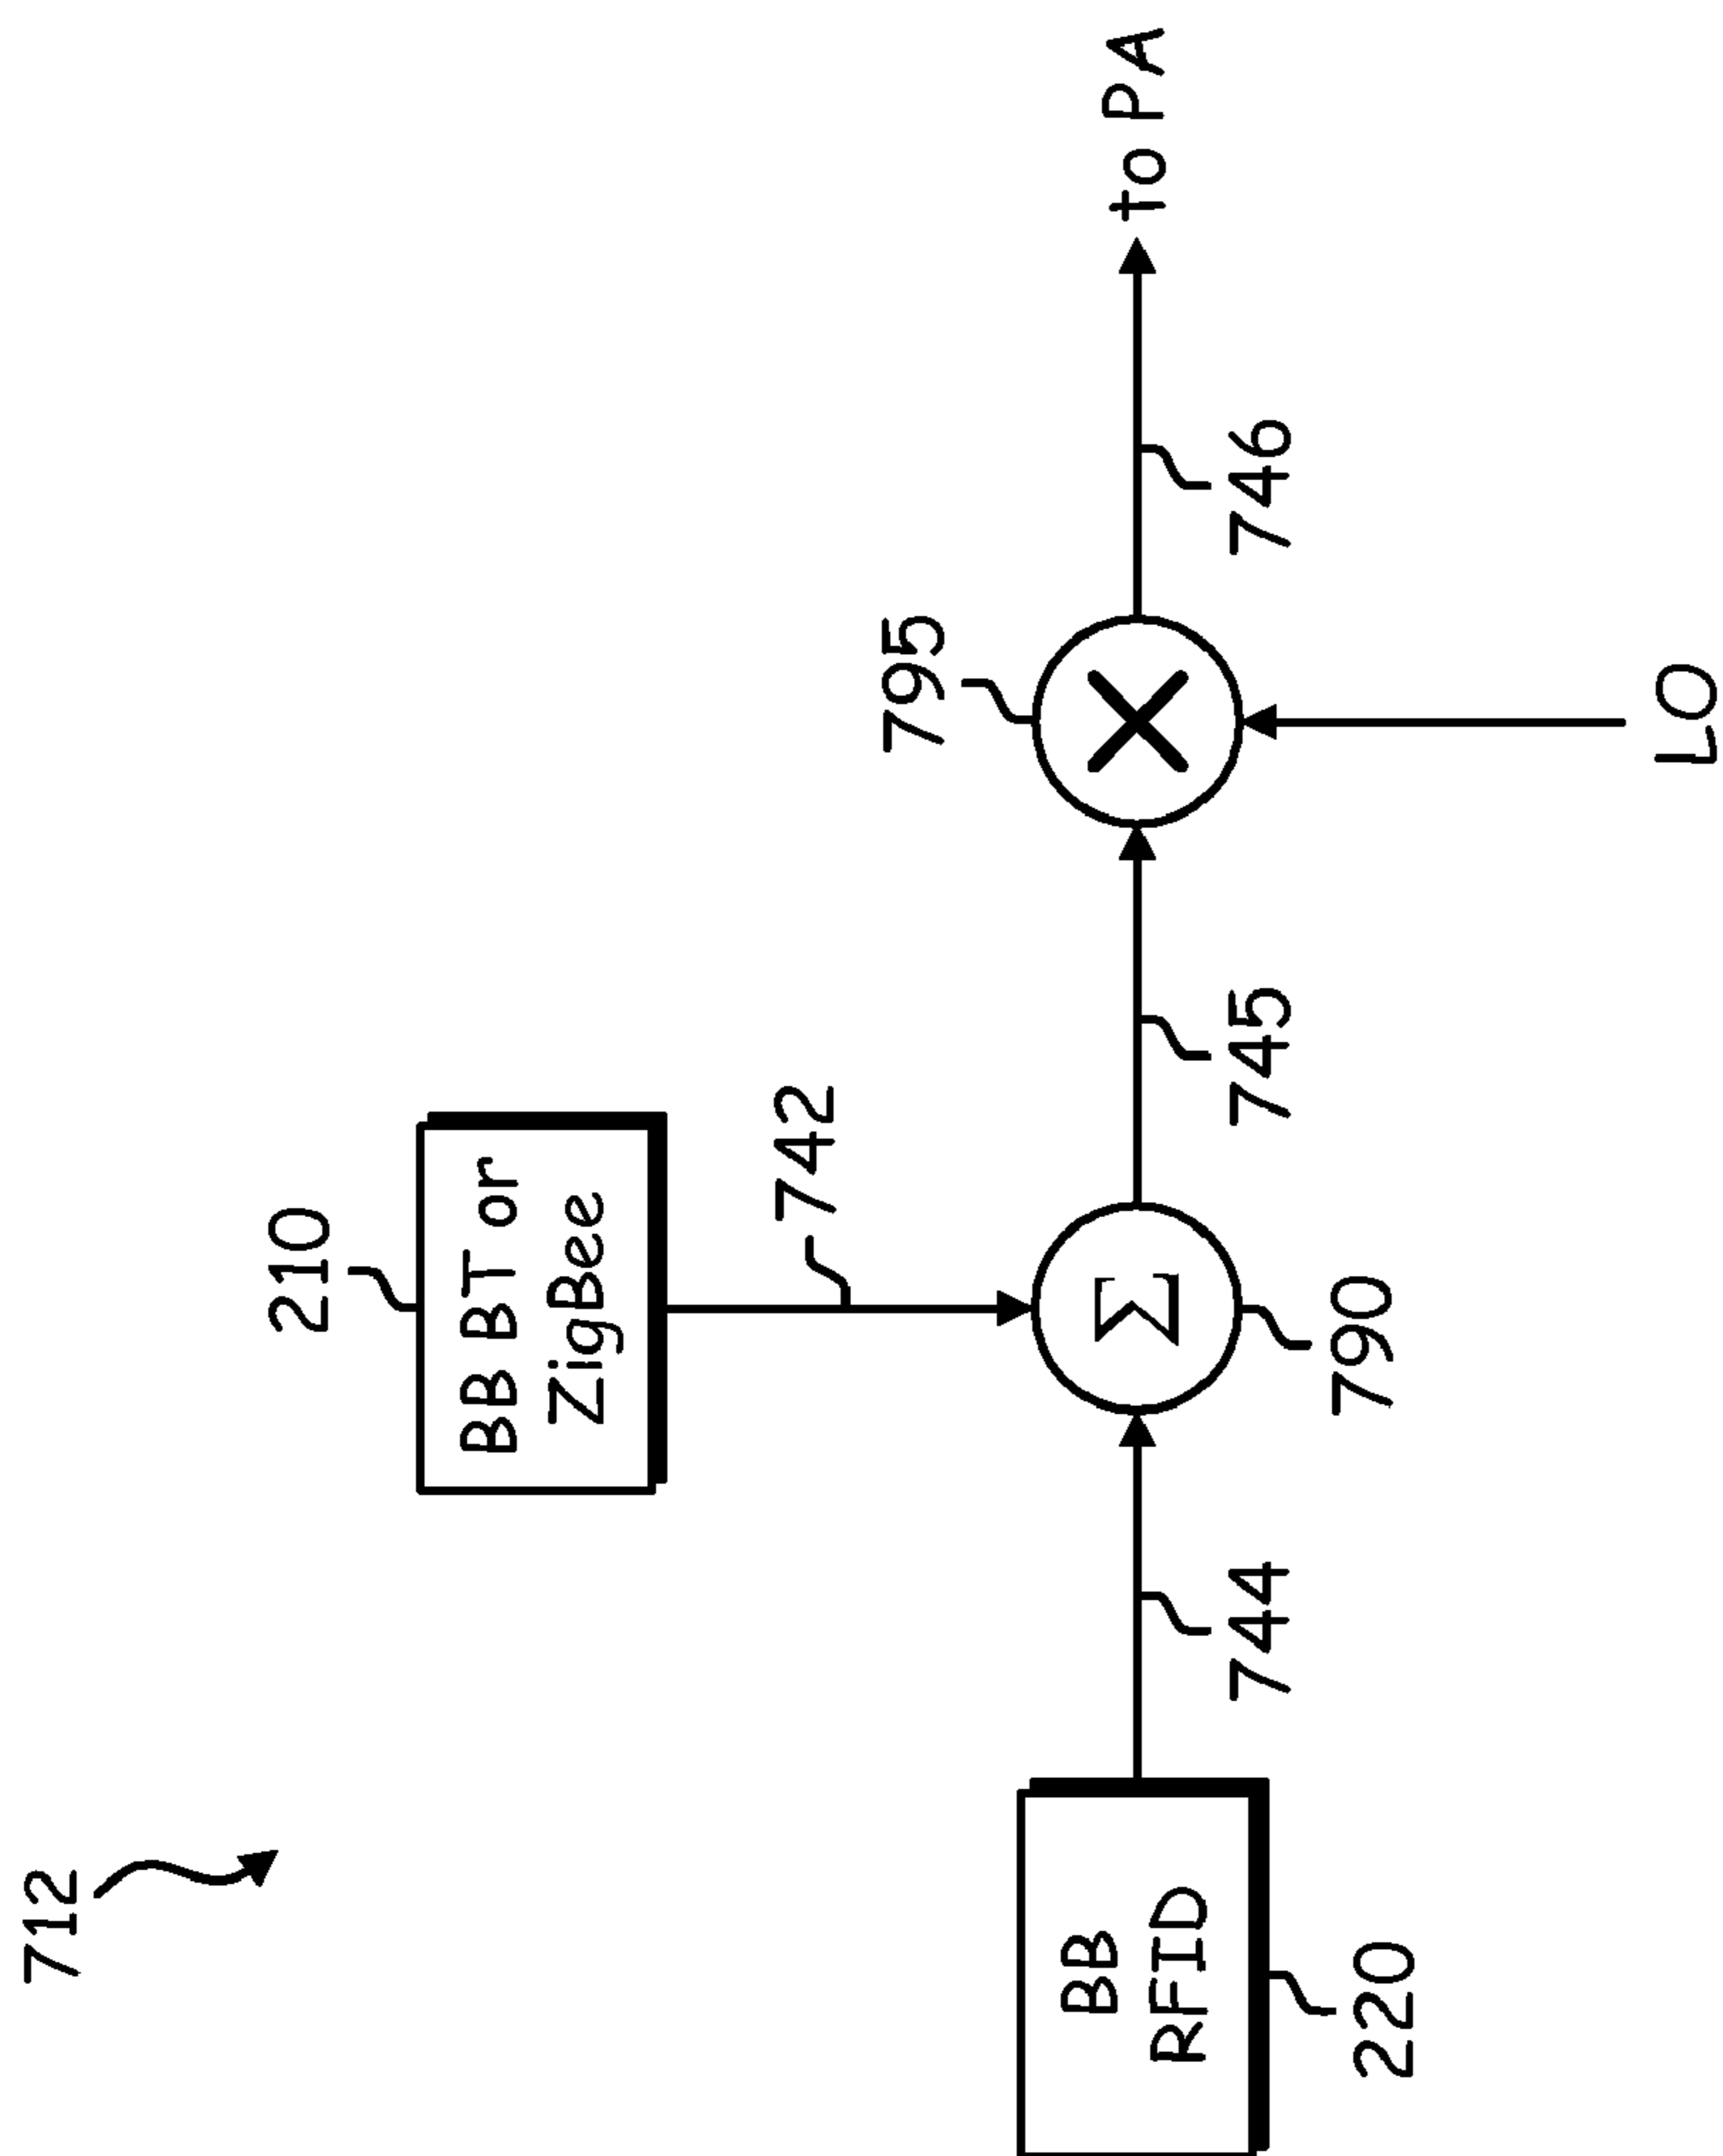 712
210
BB BT or
ZigBee
742
795
BB
RFID
Σ
to PA
744
745
746
220
790
LO